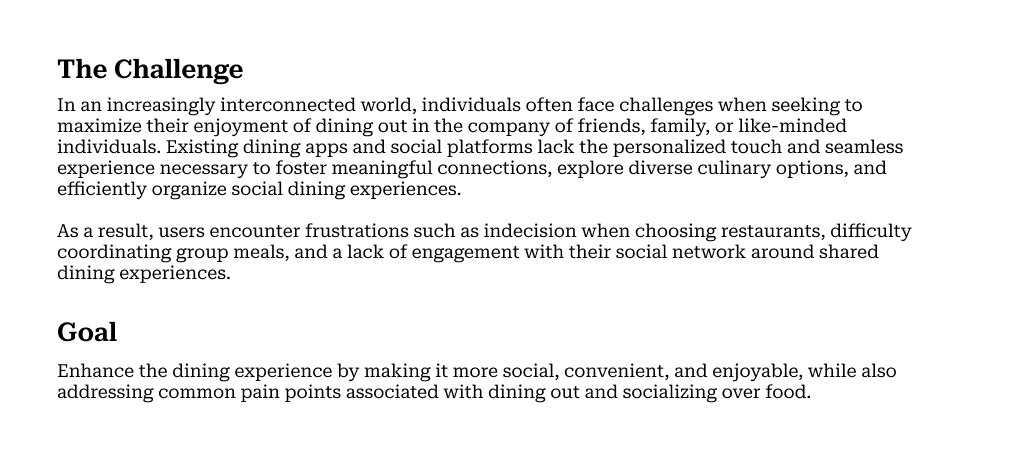 The Challenge
In an increasingly interconnected world, individuals often face challenges when seeking to
maximize their enjoyment of dining out in the company of friends, family, or like-minded
individuals. Existing dining apps and social platforms lack the personalized touch and seamless
experience necessary to foster meaningful connections, explore diverse culinary options, and
efficiently organize social dining experiences.
As a result, users encounter frustrations such as indecision when choosing restaurants, difficulty
coordinating group meals, and a lack of engagement with their social network around shared
dining experiences.
Goal
Enhance the dining experience by making it more social, convenient, and enjoyable, while also
addressing common pain points associated with dining out and socializing over food.